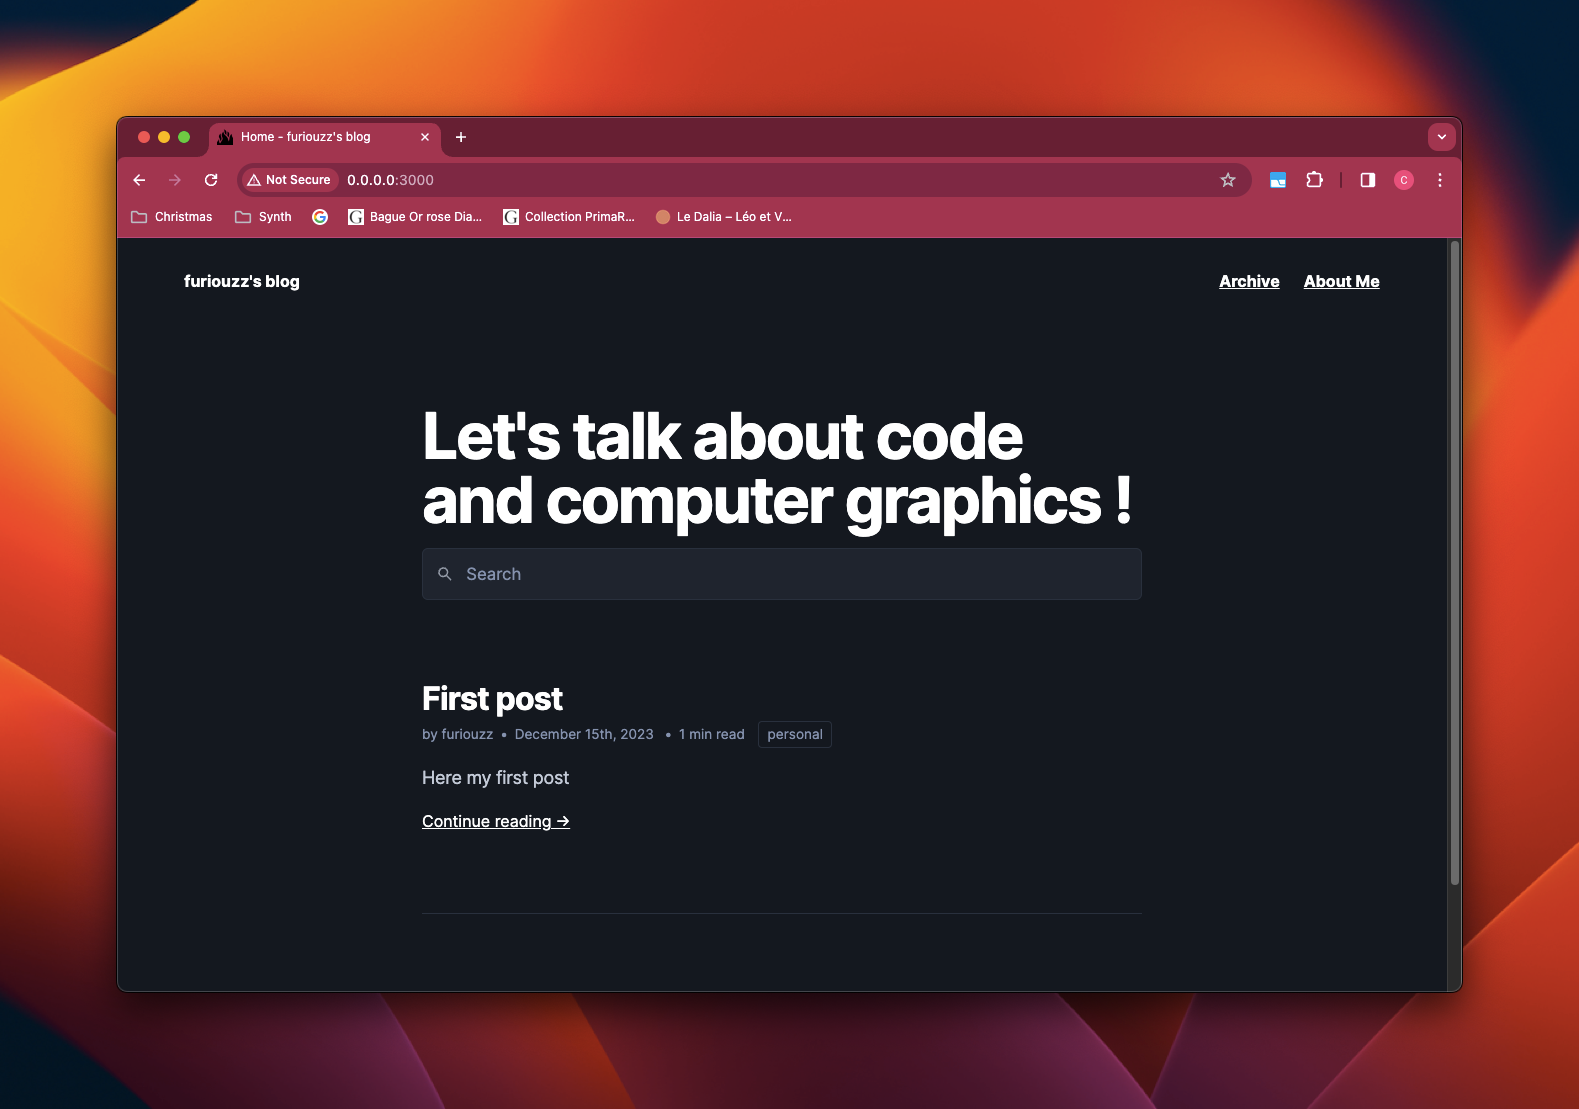 Home - furiouzz's blog
Not Secure 0.0.0.0:3000
C
Christmas Synth G G Bague Or rose Dia... G Collection PrimaR... Le Dalia – Léo et V...
furiouzz's blog Archive About Me
Let's talk about code
and computer graphics !
Search
First post
by furiouzz • December 15th, 2023 • 1 min read personal
Here my first post
Continue reading →